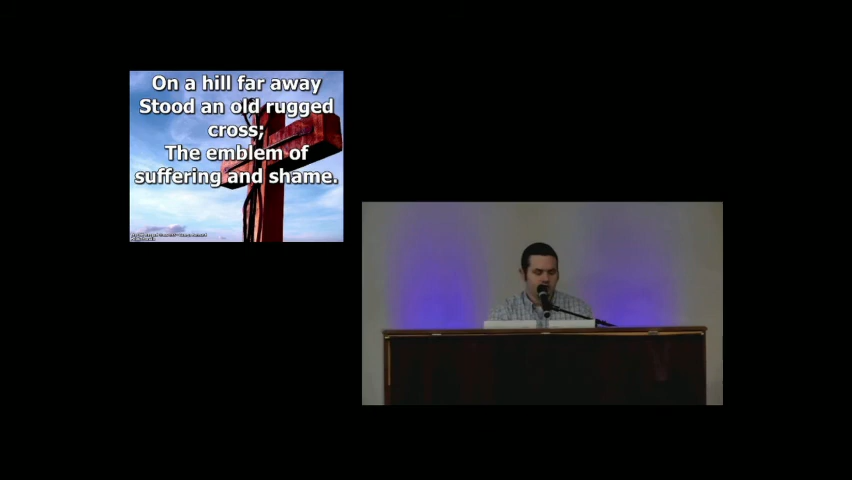 On a hill far away
Stood an old rugged
cross;
The emblem of
suffering and shame.